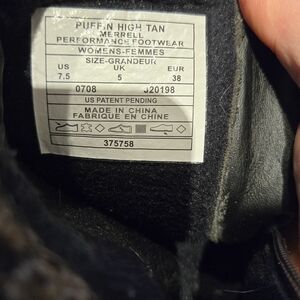 PUFFIN HIGH TAN
MERRELL
PERFORMANCE FOOTWEAR
WOMENS-FEMMES
SIZE-GRANDEUR
US UK EUR
7.5 5 38
0708 J20198
US PATENT PENDING
MADE IN CHINA
FABRIQUE EN CHINE
375758